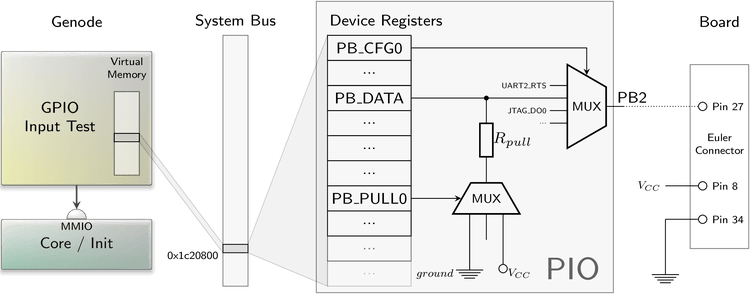 Genode
System Bus
Device Registers
Board
Virtual
Memory
GPIO
Input Test
MMIO
Core / Init
0x1c20800
PB_CFG0
...
PB_DATA
...
...
...
PB_PULL0
...
...
...
UART2_RTS
JTAG_DO0
...
MUX
PB2
R_pull
MUX
ground
V_CC
PIO
Pin 27
Euler
Connector
V_CC
Pin 8
Pin 34